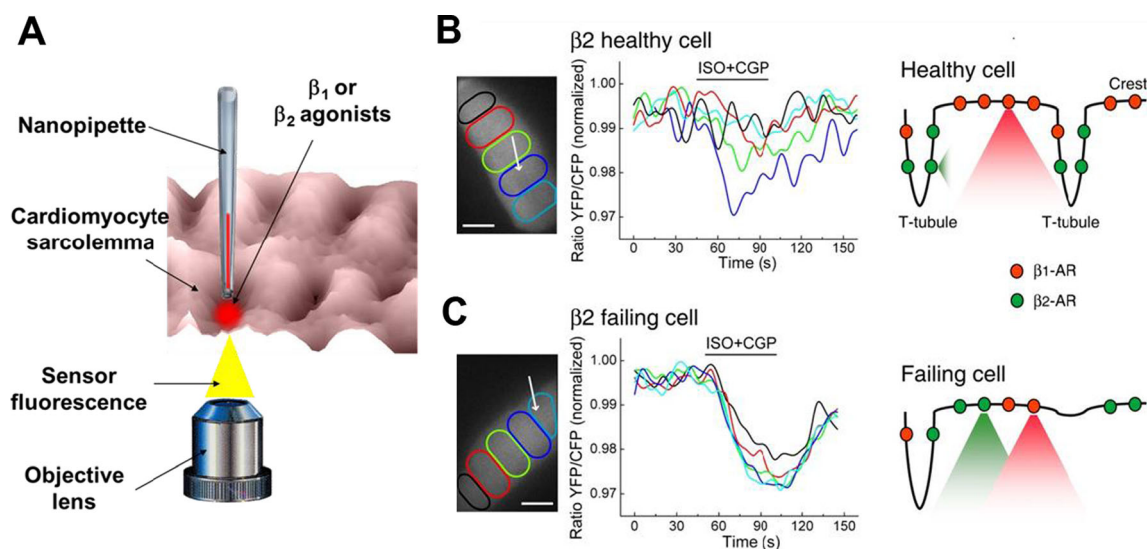 A
Nanopipette
β1 or
β2 agonists
Cardiomyocyte
sarcolemma
Sensor
fluorescence
Objective
lens
B
β2 healthy cell
ISO+CGP
Ratio YFP/CFP (normalized)
1.00
0.99
0.98
0.97
0 30 60 90 120 150
Time (s)
Healthy cell
Crest
T-tubule
T-tubule
β1-AR
β2-AR
C
β2 failing cell
ISO+CGP
Ratio YFP/CFP (normalized)
1.00
0.99
0.98
0.97
0 30 60 90 120 150
Time (s)
Failing cell